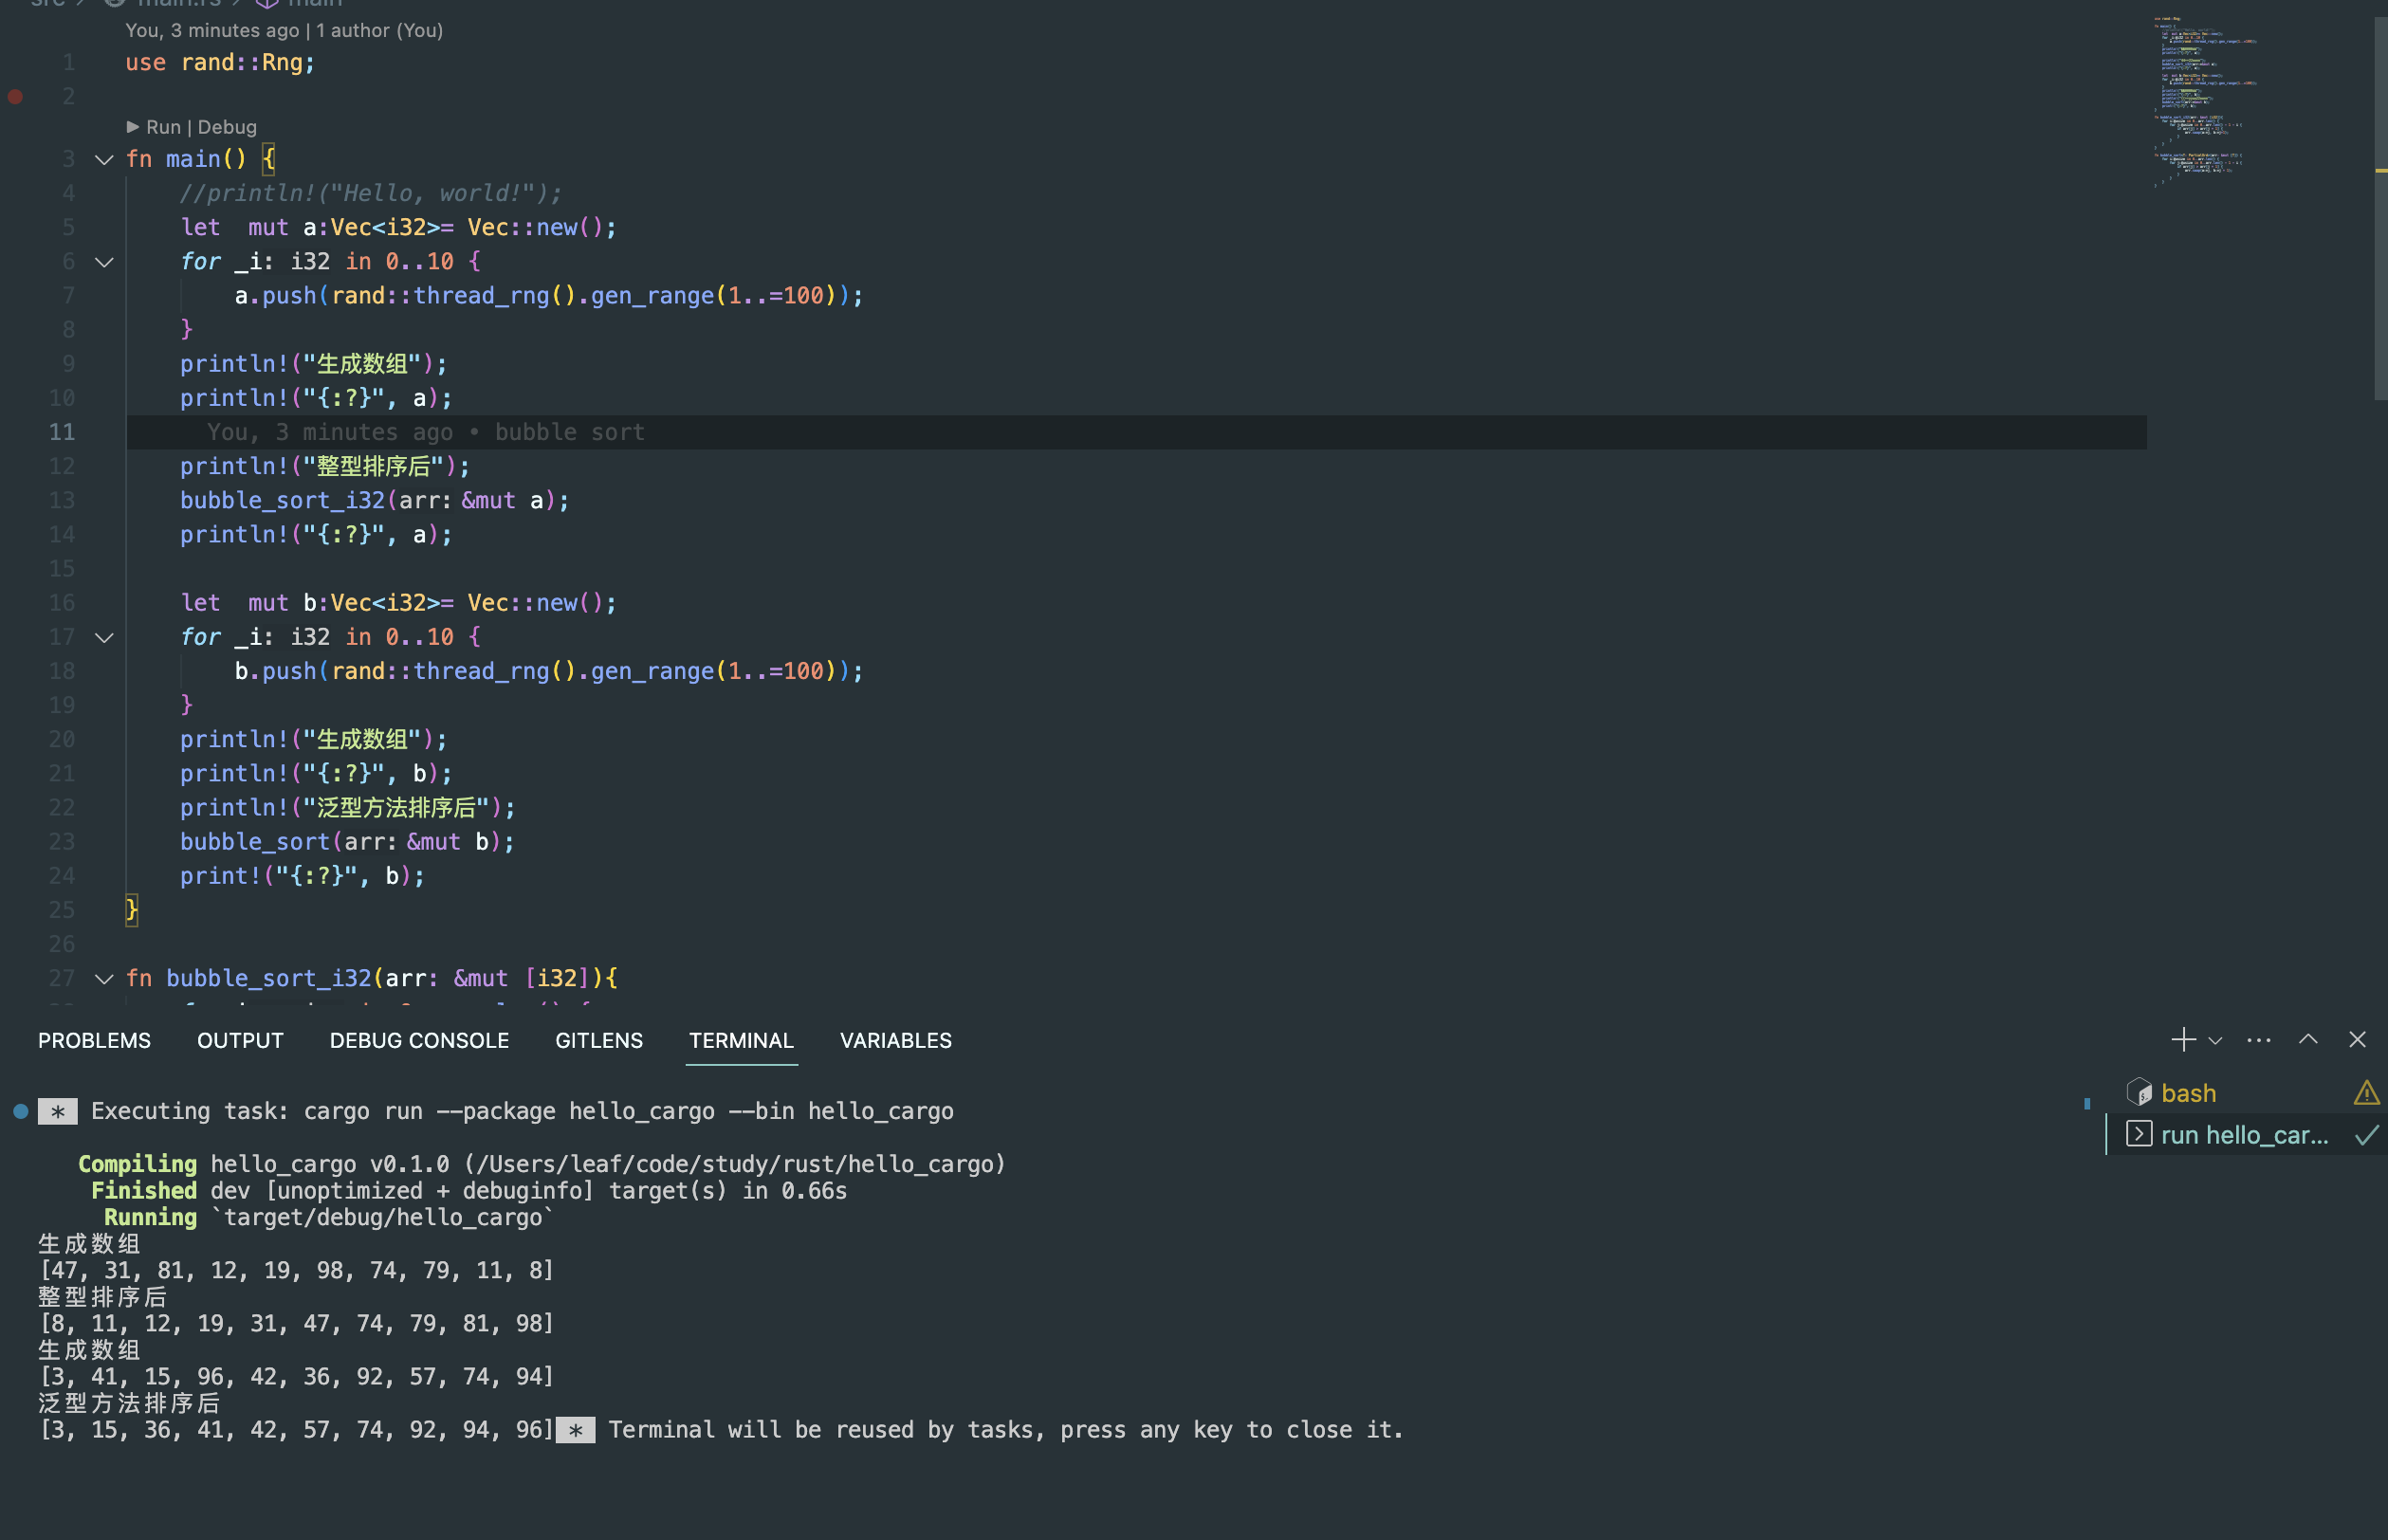 src > main.rs > main
You, 3 minutes ago | 1 author (You)
1 use rand::Rng;
2
▶ Run | Debug
3 fn main() {
4 //println!("Hello, world!");
5 let  mut a:Vec<i32>= Vec::new();
6 for _i: i32 in 0..10 {
7 a.push(rand::thread_rng().gen_range(1..=100));
8 }
9 println!("生成数组");
10 println!("{:?}", a);
11 You, 3 minutes ago • bubble sort
12 println!("整型排序后");
13 bubble_sort_i32(arr: &mut a);
14 println!("{:?}", a);
15
16 let  mut b:Vec<i32>= Vec::new();
17 for _i: i32 in 0..10 {
18 b.push(rand::thread_rng().gen_range(1..=100));
19 }
20 println!("生成数组");
21 println!("{:?}", b);
22 println!("泛型方法排序后");
23 bubble_sort(arr: &mut b);
24 print!("{:?}", b);
25 }
26
27 fn bubble_sort_i32(arr: &mut [i32]){
PROBLEMS OUTPUT DEBUG CONSOLE GITLENS TERMINAL VARIABLES
* Executing task: cargo run --package hello_cargo --bin hello_cargo
Compiling hello_cargo v0.1.0 (/Users/leaf/code/study/rust/hello_cargo)
Finished dev [unoptimized + debuginfo] target(s) in 0.66s
Running `target/debug/hello_cargo`
生成数组
[47, 31, 81, 12, 19, 98, 74, 79, 11, 8]
整型排序后
[8, 11, 12, 19, 31, 47, 74, 79, 81, 98]
生成数组
[3, 41, 15, 96, 42, 36, 92, 57, 74, 94]
泛型方法排序后
[3, 15, 36, 41, 42, 57, 74, 92, 94, 96] * Terminal will be reused by tasks, press any key to close it.
bash
run hello_car...